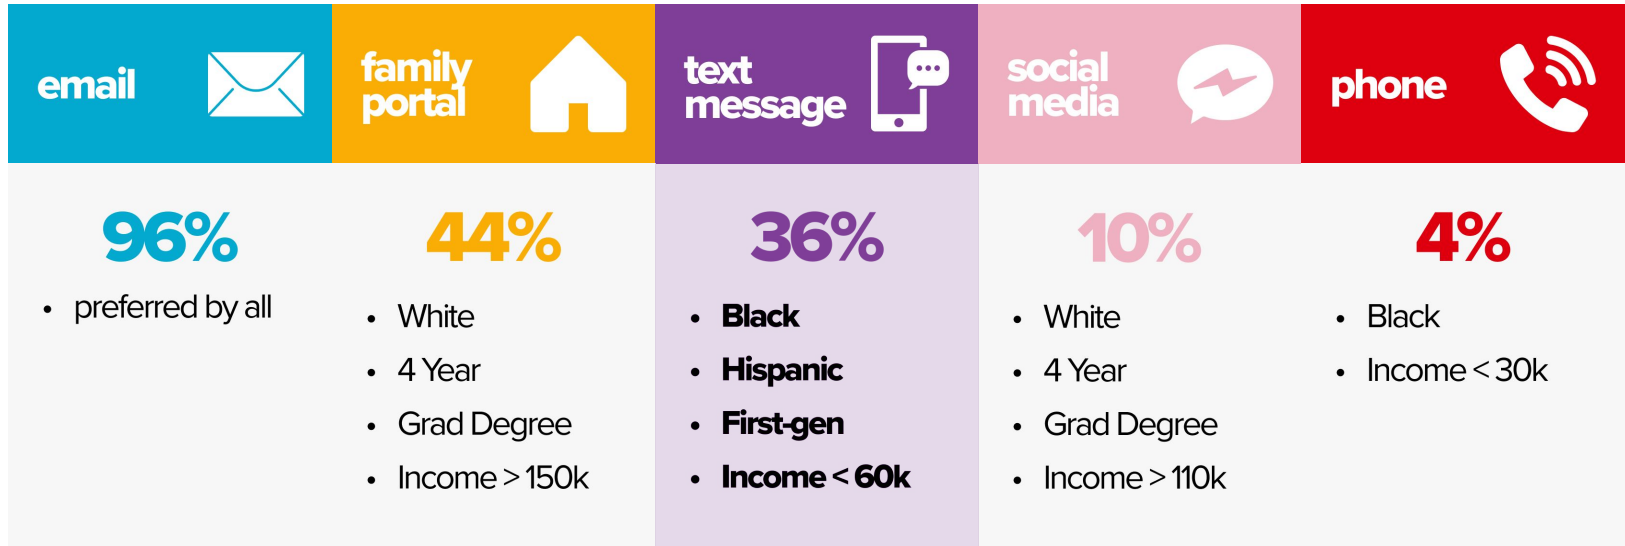 email
family
portal
text
message
social
media
phone
96%
• preferred by all
44%
• White
• 4 Year
• Grad Degree
• Income > 150k
36%
• Black
• Hispanic
• First-gen
• Income < 60k
10%
• White
• 4 Year
• Grad Degree
• Income > 110k
4%
• Black
• Income < 30k